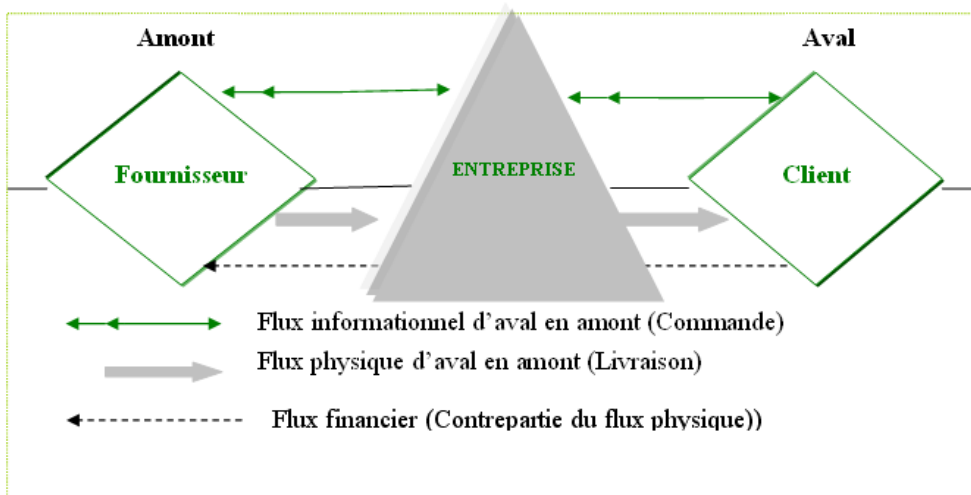 Amont
Aval
Fournisseur
ENTREPRISE
Client
Flux informationnel d'aval en amont (Commande)
Flux physique d'aval en amont (Livraison)
Flux financier (Contrepartie du flux physique))